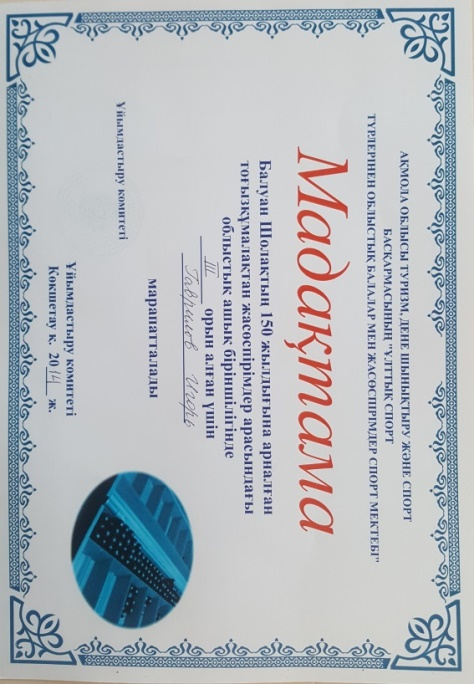 АҚМОЛА ОБЛЫСЫ ТУРИЗМ, ДЕНЕ ШЫНЫҚТЫРУ ЖӘНЕ СПОРТ
БАСҚАРМАСЫНЫҢ "ҰЛТТЫҚ СПОРТ
ТҮРЛЕРІНЕН ОБЛЫСТЫҚ БАЛАЛАР МЕН ЖАСӨСПІРІМДЕР СПОРТ МЕКТЕБІ"
Мадақтама
Балуан Шолақтың 150 жылдығына арналған
тоғызқұмалақтан жасөспірімдер арасындағы
облыстық ашық біріншілігінде
III орын алған үшін
Гаврилов Игорь
марапатталады
Ұйымдастыру комитеті
Ұйымдастыру комитеті
Көкшетау қ. 2014 ж.